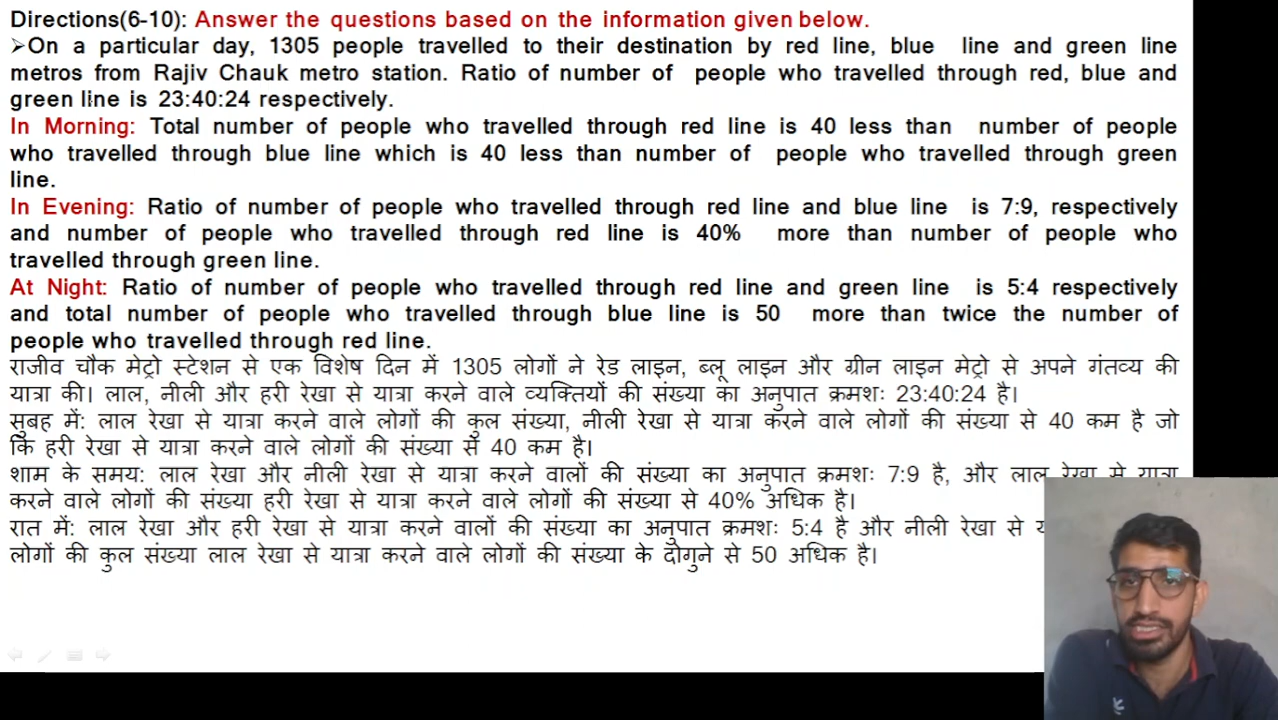 Directions(6-10): Answer the questions based on the information given below.
➢On a particular day, 1305 people travelled to their destination by red line, blue line and green line
metros from Rajiv Chauk metro station. Ratio of number of people who travelled through red, blue and
green line is 23:40:24 respectively.
In Morning: Total number of people who travelled through red line is 40 less than number of people
who travelled through blue line which is 40 less than number of people who travelled through green
line.
In Evening: Ratio of number of people who travelled through red line and blue line is 7:9, respectively
and number of people who travelled through red line is 40% more than number of people who
travelled through green line.
At Night: Ratio of number of people who travelled through red line and green line is 5:4 respectively
and total number of people who travelled through blue line is 50 more than twice the number of
people who travelled through red line.
राजीव चौक मेट्रो स्टेशन से एक विशेष दिन में 1305 लोगों ने रेड लाइन, ब्लू लाइन और ग्रीन लाइन मेट्रो से अपने गंतव्य की
यात्रा की। लाल, नीली और हरी रेखा से यात्रा करने वाले व्यक्तियों की संख्या का अनुपात क्रमशः 23:40:24 है।
सुबह में: लाल रेखा से यात्रा करने वाले लोगों की कुल संख्या, नीली रेखा से यात्रा करने वाले लोगों की संख्या से 40 कम है जो
कि हरी रेखा से यात्रा करने वाले लोगों की संख्या से 40 कम है।
शाम के समय: लाल रेखा और नीली रेखा से यात्रा करने वालों की संख्या का अनुपात क्रमशः 7:9 है, और लाल रेखा से यात्रा
करने वाले लोगों की संख्या हरी रेखा से यात्रा करने वाले लोगों की संख्या से 40% अधिक है।
रात में: लाल रेखा और हरी रेखा से यात्रा करने वालों की संख्या का अनुपात क्रमशः 5:4 है और नीली रेखा से
लोगों की कुल संख्या लाल रेखा से यात्रा करने वाले लोगों की संख्या के दोगुने से 50 अधिक है।